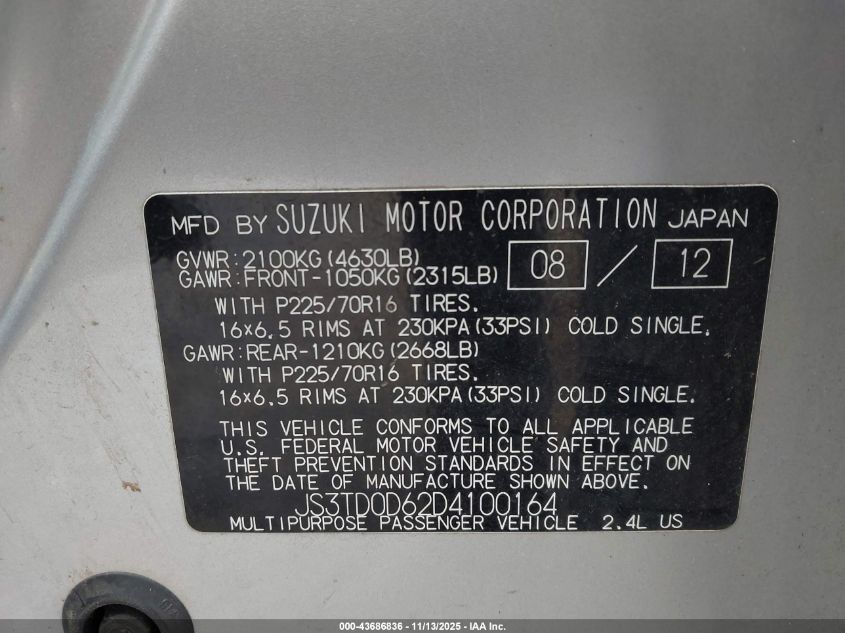 MFD BY SUZUKI MOTOR CORPORATION JAPAN
GVWR:2100KG(4630LB) 08 / 12
GAWR:FRONT-1050KG(2315LB)
WITH P225/70R16 TIRES.
16×6.5 RIMS AT 230KPA(33PSI) COLD SINGLE.
GAWR:REAR-1210KG(2668LB)
WITH P225/70R16 TIRES.
16×6.5 RIMS AT 230KPA(33PSI) COLD SINGLE.
THIS VEHICLE CONFORMS TO ALL APPLICABLE
U.S. FEDERAL MOTOR VEHICLE SAFETY AND
THEFT PREVENTION STANDARDS IN EFFECT ON
THE DATE OF MANUFACTURE SHOWN ABOVE.
JS3TD0D62D4100164
MULTIPURPOSE PASSENGER VEHICLE 2.4L US
000-43686836 - 11/13/2025 - IAA Inc.